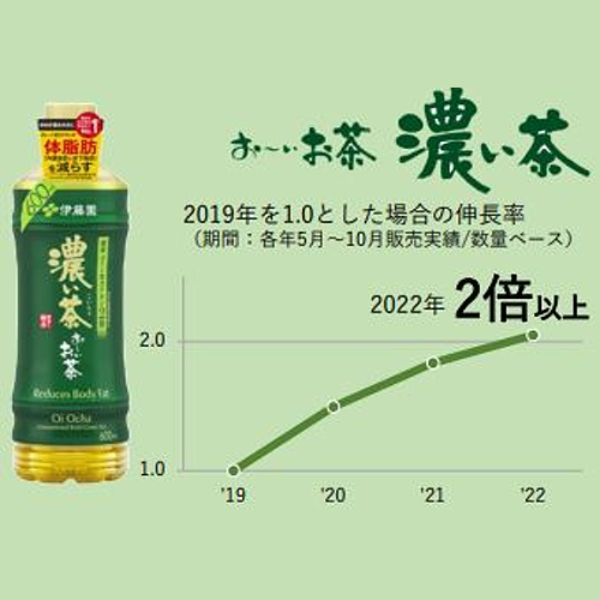 お〜いお茶 濃い茶
2019年を1.0とした場合の伸長率
（期間：各年5月〜10月販売実績/数量ベース）
2022年 2倍以上
2.0
1.0
'19 '20 '21 '22
1
体脂肪
を減らす
600
伊藤園
濃い茶
お〜い
お茶
Reduces Body Fat
Oi Ocha
600